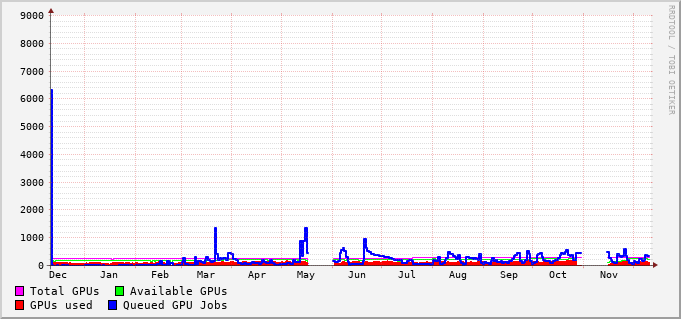 9000
8000
7000
6000
5000
4000
3000
2000
1000
0
Dec Jan Feb Mar Apr May Jun Jul Aug Sep Oct Nov
Total GPUs Available GPUs
GPUs used Queued GPU Jobs
RRDTOOL / TOBI OETIKER